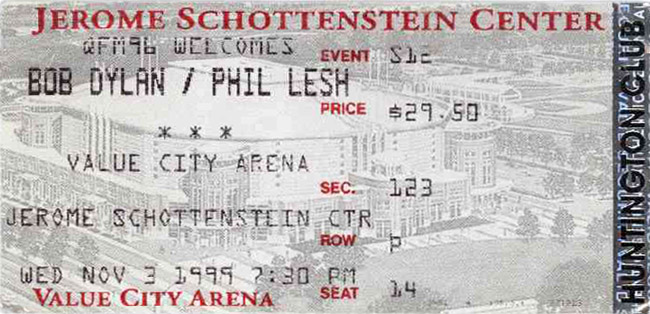 JEROME SCHOTTENSTEIN CENTER
QFM96 WELCOMES
EVENT S12
BOB DYLAN / PHIL LESH
PRICE $29.50
* * *
VALUE CITY ARENA
SEC. 123
JEROME SCHOTTENSTEIN CTR
ROW P
WED NOV 3 1999 7:30 PM
SEAT 14
VALUE CITY ARENA
HUNTINGTON CLUB